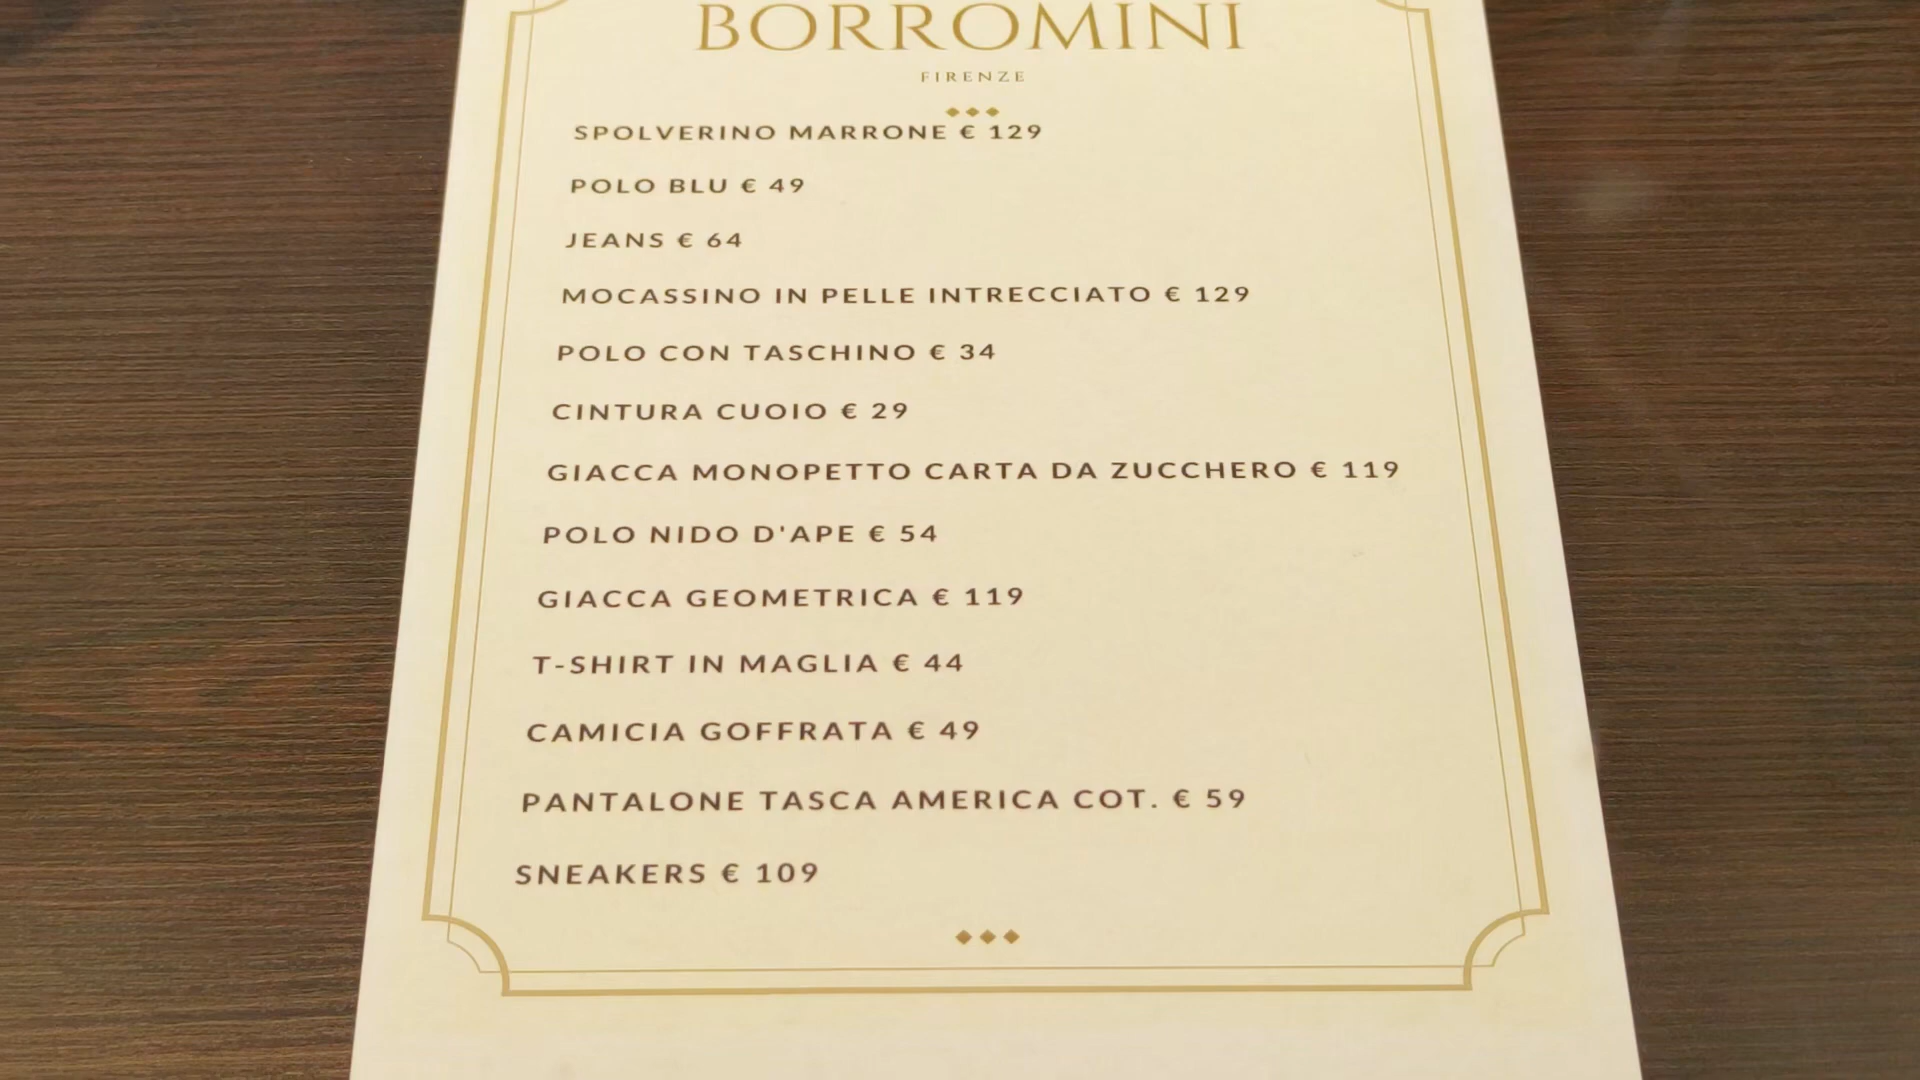 BORROMINI
FIRENZE
SPOLVERINO MARRONE € 129
POLO BLU € 49
JEANS € 64
MOCASSINO IN PELLE INTRECCIATO € 129
POLO CON TASCHINO € 34
CINTURA CUOIO € 29
GIACCA MONOPETTO CARTA DA ZUCCHERO € 119
POLO NIDO D'APE € 54
GIACCA GEOMETRICA € 119
T-SHIRT IN MAGLIA € 44
CAMICIA GOFFRATA € 49
PANTALONE TASCA AMERICA COT. € 59
SNEAKERS € 109